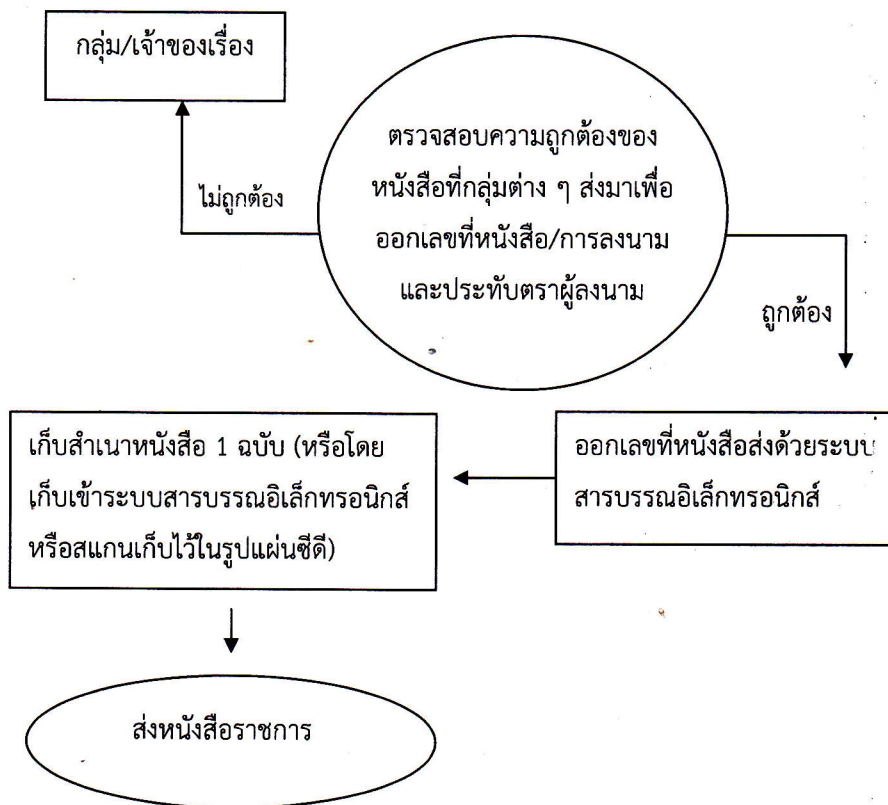 กลุ่ม/เจ้าของเรื่อง
ตรวจสอบความถูกต้องของ
หนังสือที่กลุ่มต่าง ๆ ส่งมาเพื่อ
ออกเลขที่หนังสือ/การลงนาม
และประทับตราผู้ลงนาม
ไม่ถูกต้อง
ถูกต้อง
ออกเลขที่หนังสือส่งด้วยระบบ
สารบรรณอิเล็กทรอนิกส์
เก็บสำเนาหนังสือ 1 ฉบับ (หรือโดย
เก็บเข้าระบบสารบรรณอิเล็กทรอนิกส์
หรือสแกนเก็บไว้ในรูปแผ่นซีดี)
ส่งหนังสือราชการ